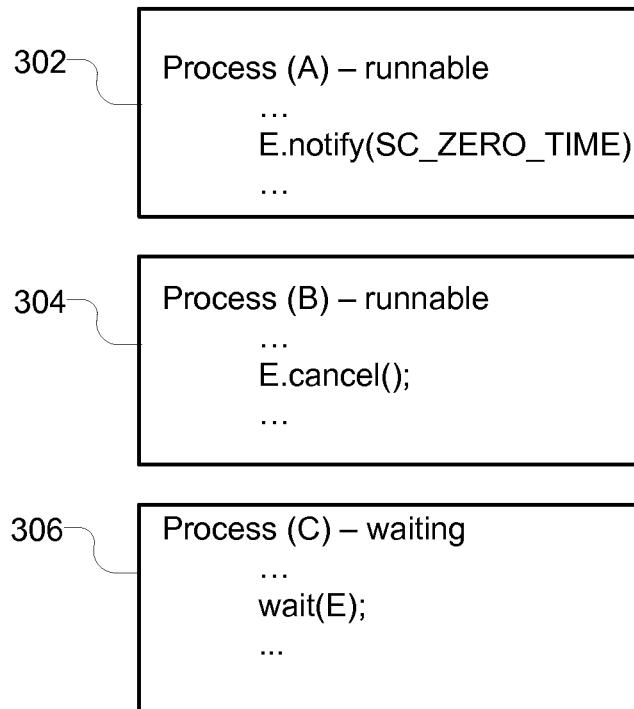 302
Process (A) – runnable
...
E.notify(SC_ZERO_TIME)
...
304
Process (B) – runnable
...
E.cancel();
...
306
Process (C) – waiting
...
wait(E);
...